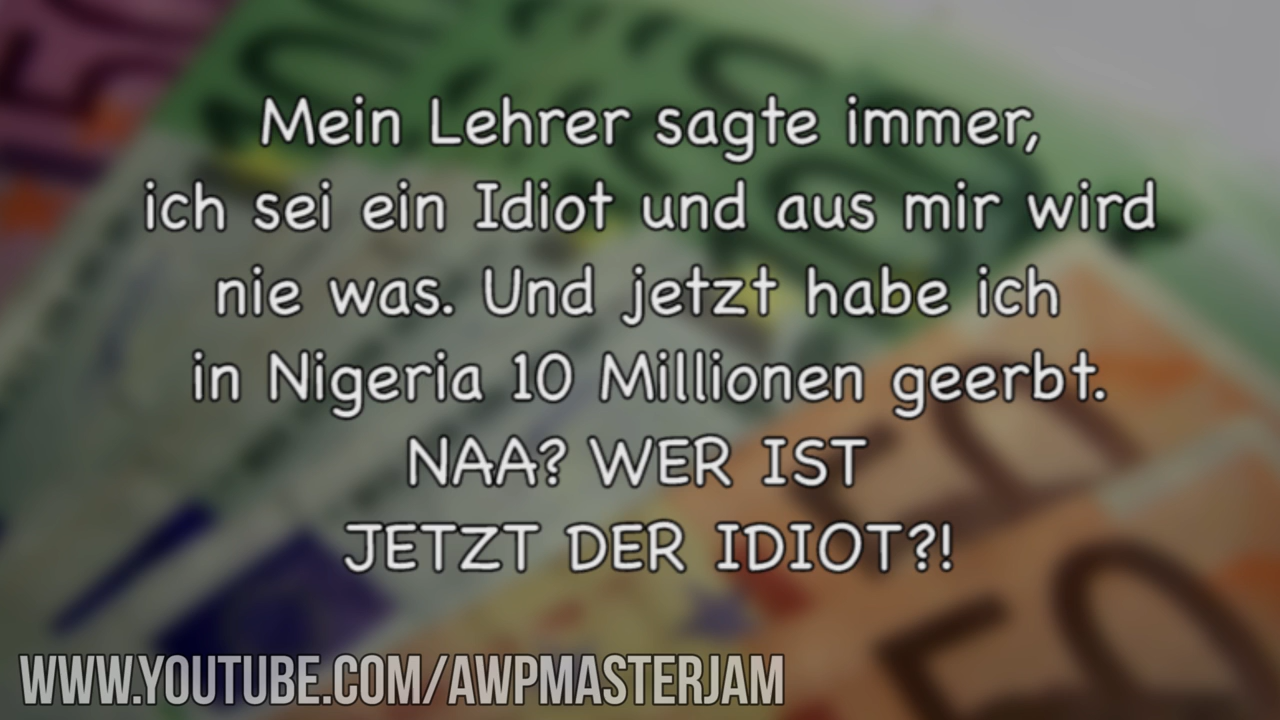 Mein Lehrer sagte immer,
ich sei ein Idiot und aus mir wird
nie was. Und jetzt habe ich
in Nigeria 10 Millionen geerbt.
NAA? WER IST
JETZT DER IDIOT?!
WWW.YOUTUBE.COM/AWPMASTERJAM